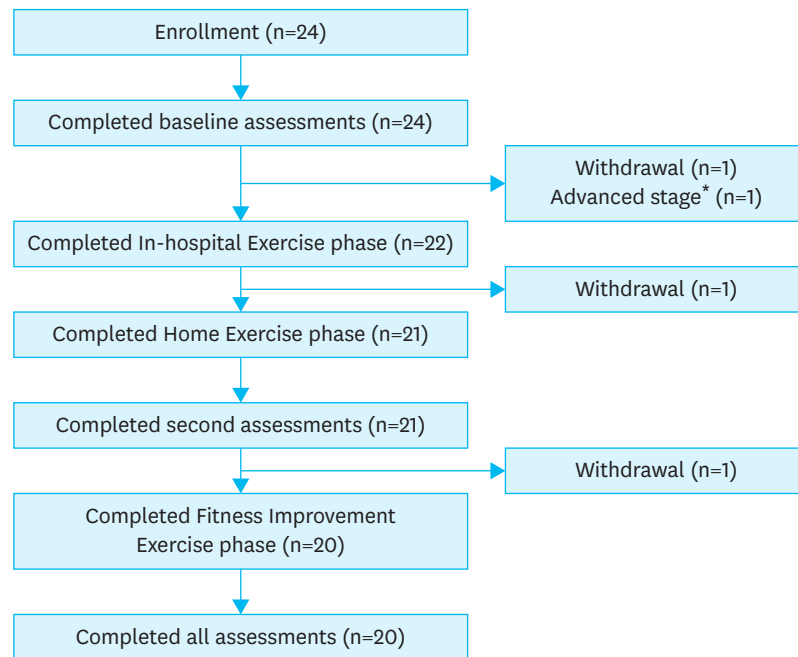 Enrollment (n=24)
Completed baseline assessments (n=24)
Withdrawal (n=1)
Advanced stage* (n=1)
Completed In-hospital Exercise phase (n=22)
Withdrawal (n=1)
Completed Home Exercise phase (n=21)
Completed second assessments (n=21)
Withdrawal (n=1)
Completed Fitness Improvement
Exercise phase (n=20)
Completed all assessments (n=20)